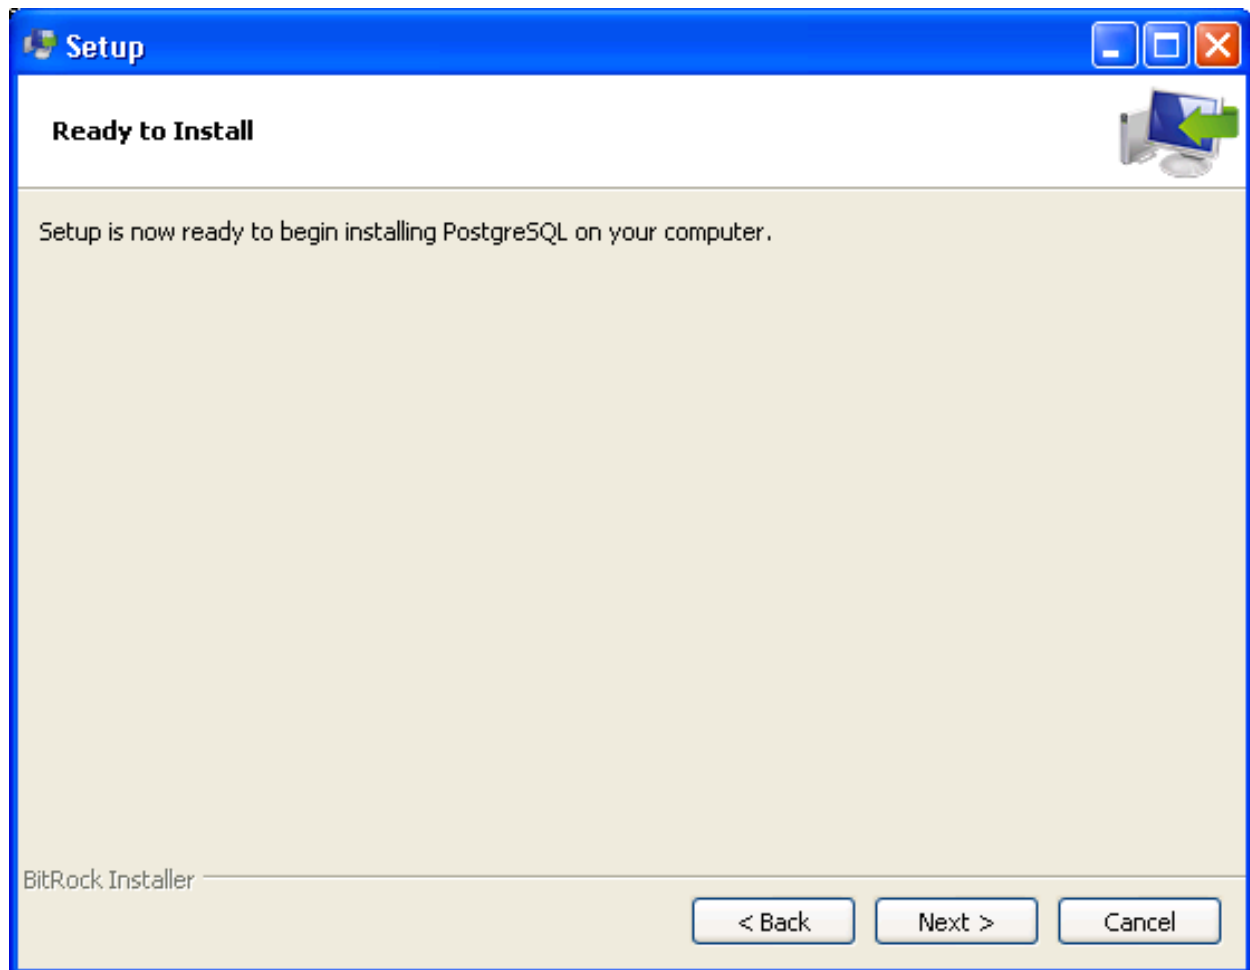 Setup
Ready to Install
Setup is now ready to begin installing PostgreSQL on your computer.
BitRock Installer
< Back
Next >
Cancel